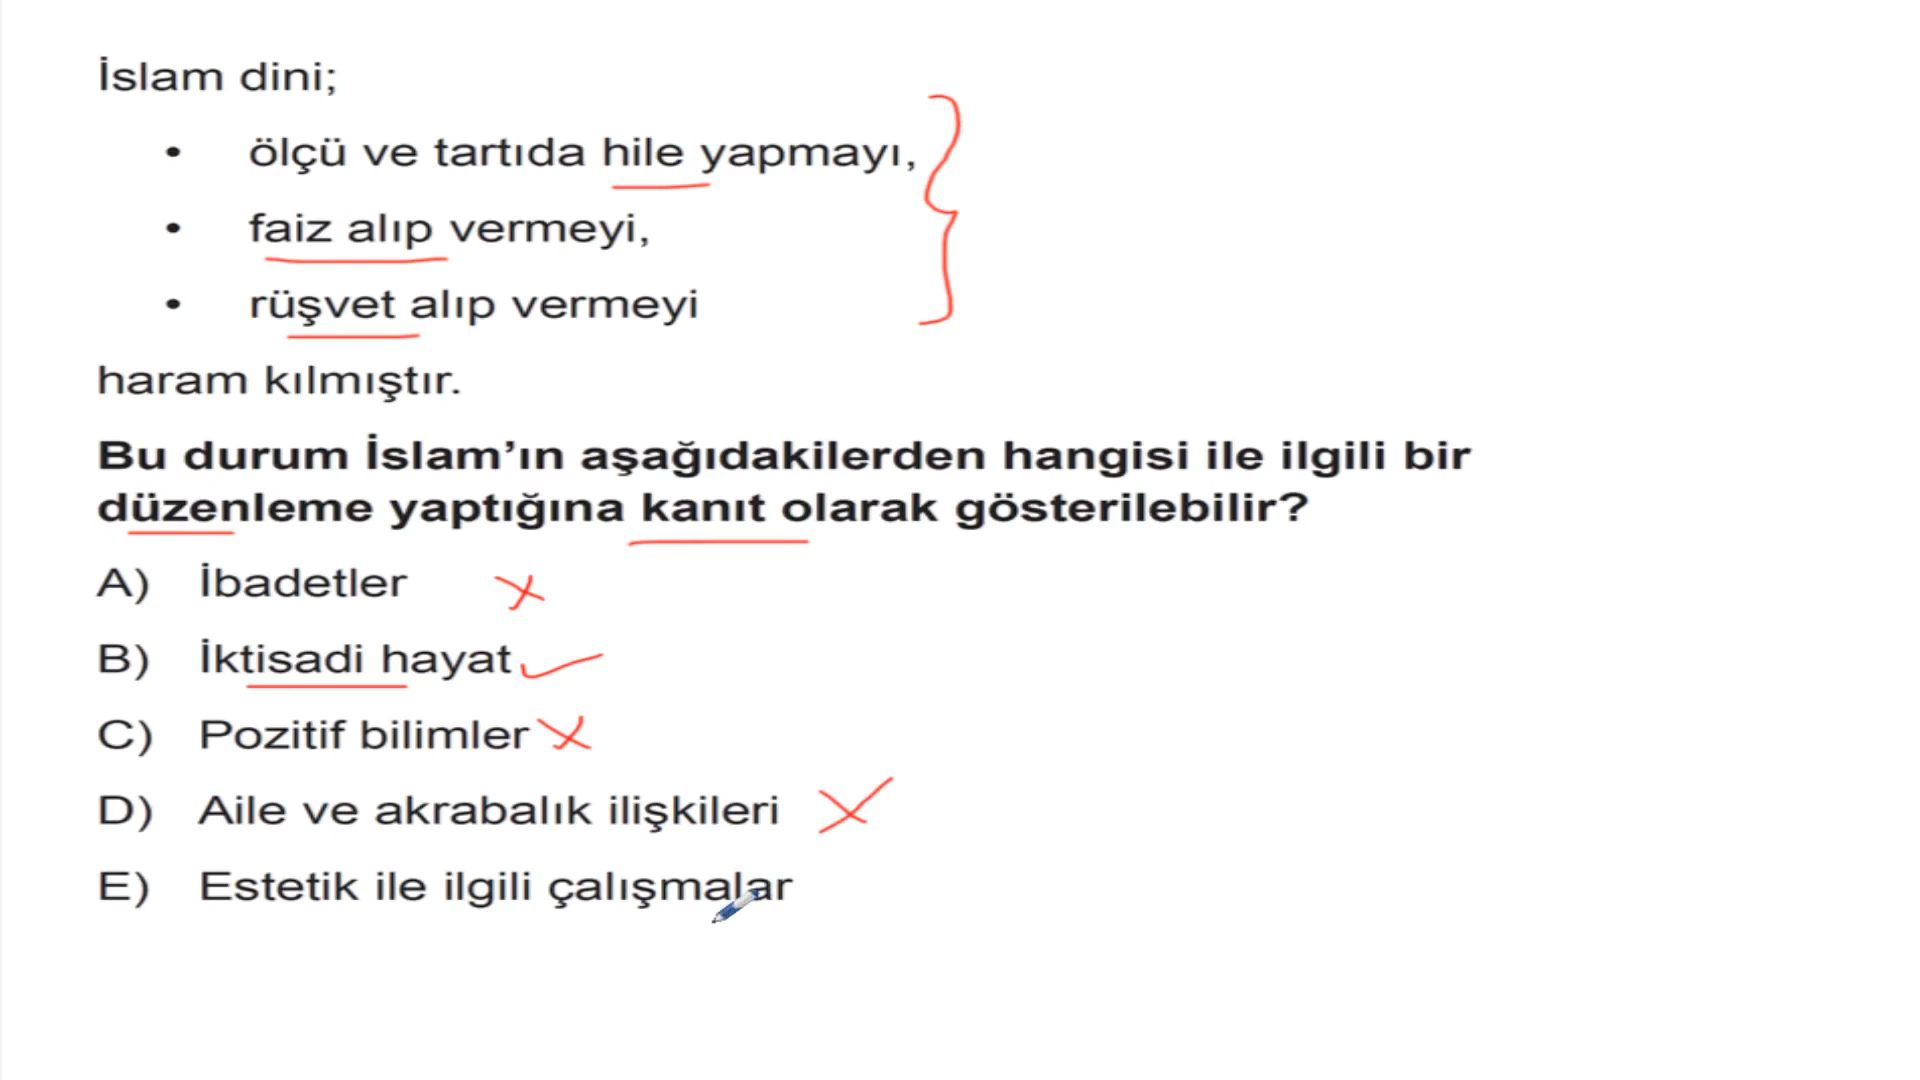 İslam dini;
• ölçü ve tartıda hile yapmayı,
• faiz alıp vermeyi,
• rüşvet alıp vermeyi
haram kılmıştır.
Bu durum İslam’ın aşağıdakilerden hangisi ile ilgili bir
düzenleme yaptığına kanıt olarak gösterilebilir?
A) İbadetler
B) İktisadi hayat
C) Pozitif bilimler
D) Aile ve akrabalık ilişkileri
E) Estetik ile ilgili çalışmalar